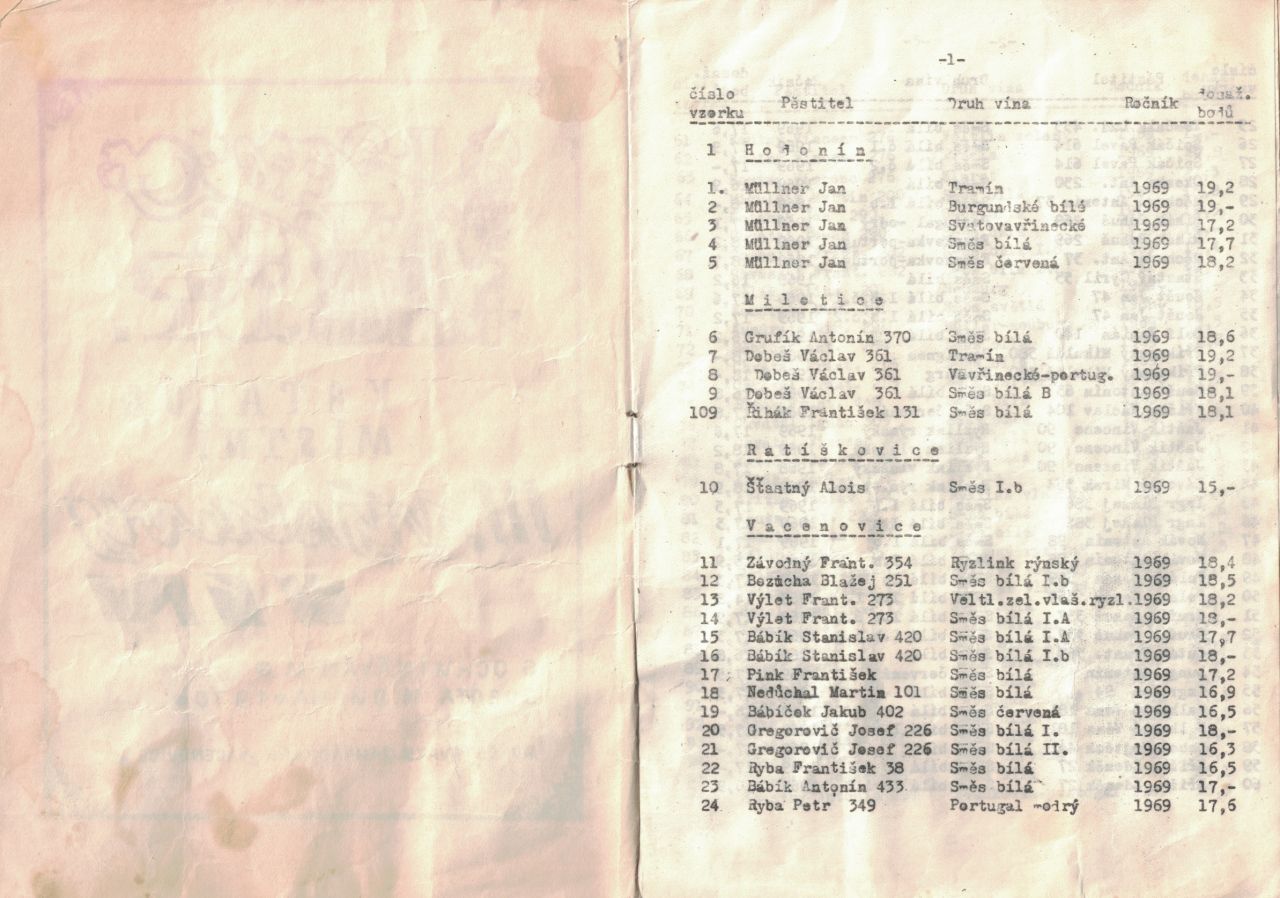 -1-
číslo Pěstitel Druh vína Ročník dosaž.
vzorku bodů
1 Hodonín
1. Müllner Jan Tramín 1969 19,2
2 Müllner Jan Burgundské bílé 1969 19,-
3 Müllner Jan Svatovavřinecké 1969 17,2
4 Müllner Jan Směs bílá 1969 17,7
5 Müllner Jan Směs červená 1969 18,2
Miletice
6 Grufík Antonín 370 Směs bílá 1969 18,6
7 Dobeš Václav 361 Tramín 1969 19,2
8 Dobeš Václav 361 Vavřinecké-portug. 1969 19,-
9 Dobeš Václav 361 Směs bílá B 1969 18,1
109 Řihák František 131 Směs bílá 1969 18,1
Ratíškovice
10 Šťastný Alois Směs I.b 1969 15,-
Vacenovice
11 Závodný Frant. 354 Ryzlink rýnský 1969 18,4
12 Bezucha Blažej 251 Směs bílá I.b 1969 18,5
13 Výlet Frant. 273 Veltl.zel.vlaš.ryzl.1969 18,2
14 Výlet Frant. 273 Směs bílá I.A 1969 18,-
15 Bábík Stanislav 420 Směs bílá I.A 1969 17,7
16 Bábík Stanislav 420 Směs bílá I.b 1969 18,-
17 Pink František Směs bílá 1969 17,2
18 Nedůchal Martin 101 Směs bílá 1969 16,9
19 Bábíček Jakub 402 Směs červená 1969 16,5
20 Gregorovič Josef 226 Směs bílá I. 1969 18,-
21 Gregorovič Josef 226 Směs bílá II. 1969 16,3
22 Ryba František 38 Směs bílá 1969 16,5
23 Bábík Antonín 433 Směs bílá 1969 17,-
24 Ryba Petr 349 Portugal modrý 1969 17,6